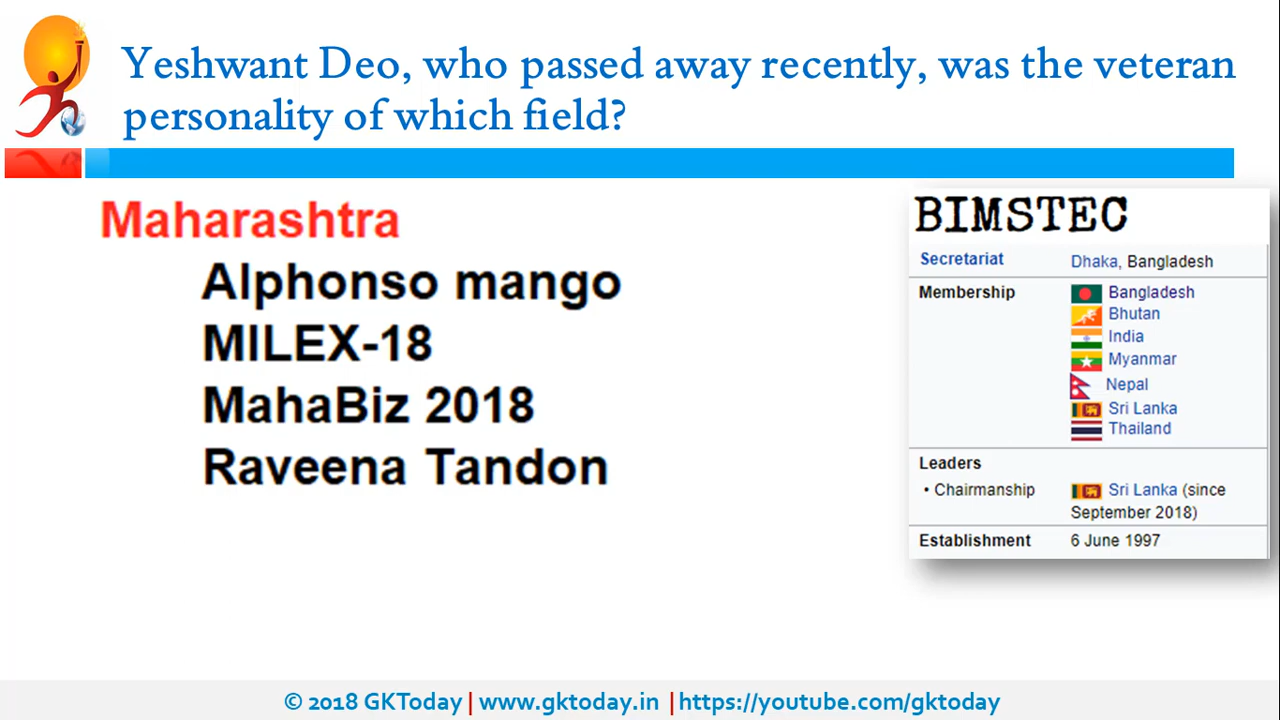 Yeshwant Deo, who passed away recently, was the veteran
personality of which field?
Maharashtra
Alphonso mango
MILEX-18
MahaBiz 2018
Raveena Tandon
BIMSTEC
Secretariat Dhaka, Bangladesh
Membership Bangladesh
Bhutan
India
Myanmar
Nepal
Sri Lanka
Thailand
Leaders
• Chairmanship Sri Lanka (since
September 2018)
Establishment 6 June 1997
© 2018 GKToday | www.gktoday.in | https://youtube.com/gktoday